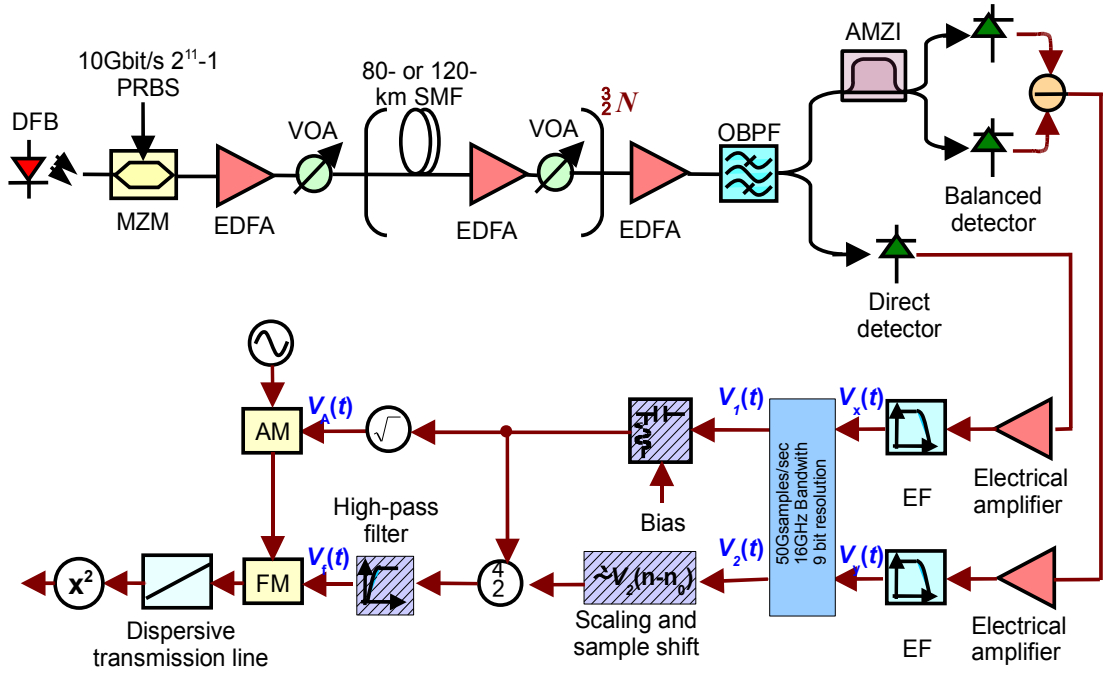 10Gbit/s 2¹¹-1
PRBS
DFB
MZM
EDFA
VOA
80- or 120-
km SMF
EDFA
VOA
3/2 N
EDFA
OBPF
AMZI
Balanced
detector
Direct
detector
AM
V_A(t)
√
Bias
V_1(t)
50Gsamples/sec
16GHz Bandwith
9 bit resolution
V_x(t)
EF
Electrical
amplifier
x²
Dispersive
transmission line
FM
V_f(t)
High-pass
filter
4
2
~V_2(n-n_0)
Scaling and
sample shift
V_2(t)
V_y(t)
EF
Electrical
amplifier